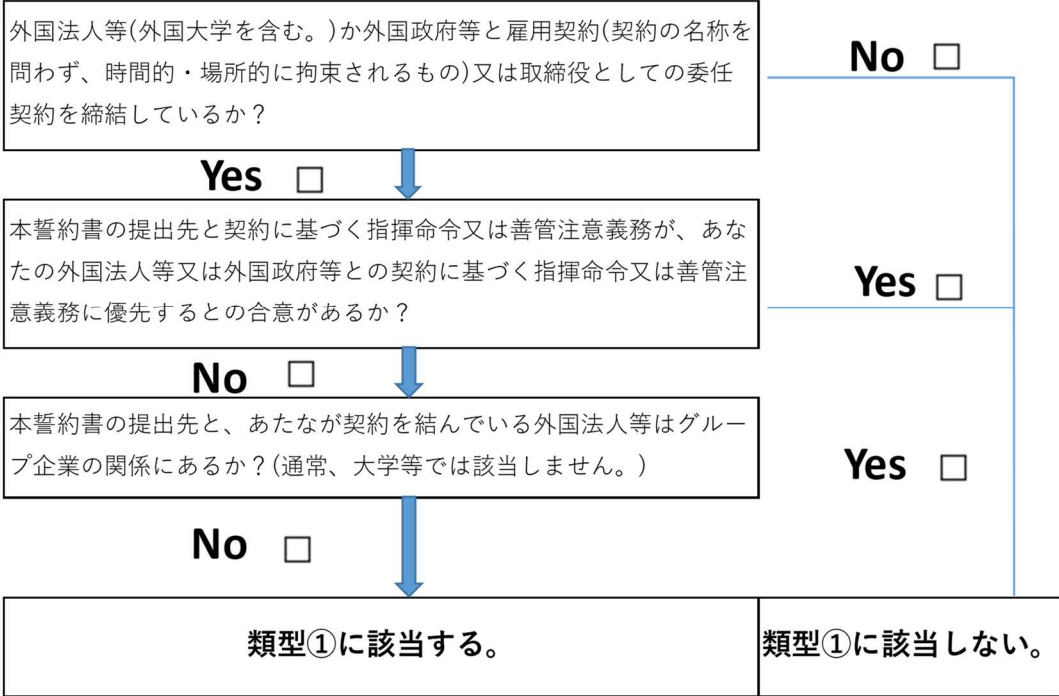 外国法人等(外国大学を含む。)か外国政府等と雇用契約(契約の名称を
問わず、時間的・場所的に拘束されるもの)又は取締役としての委任
契約を締結しているか?
No □
Yes □
本誓約書の提出先と契約に基づく指揮命令又は善管注意義務が、あな
たの外国法人等又は外国政府等との契約に基づく指揮命令又は善管注
意義務に優先するとの合意があるか?
Yes □
No □
本誓約書の提出先と、あたなが契約を結んでいる外国法人等はグルー
プ企業の関係にあるか?(通常、大学等では該当しません。)
Yes □
No □
類型①に該当する。
類型①に該当しない。